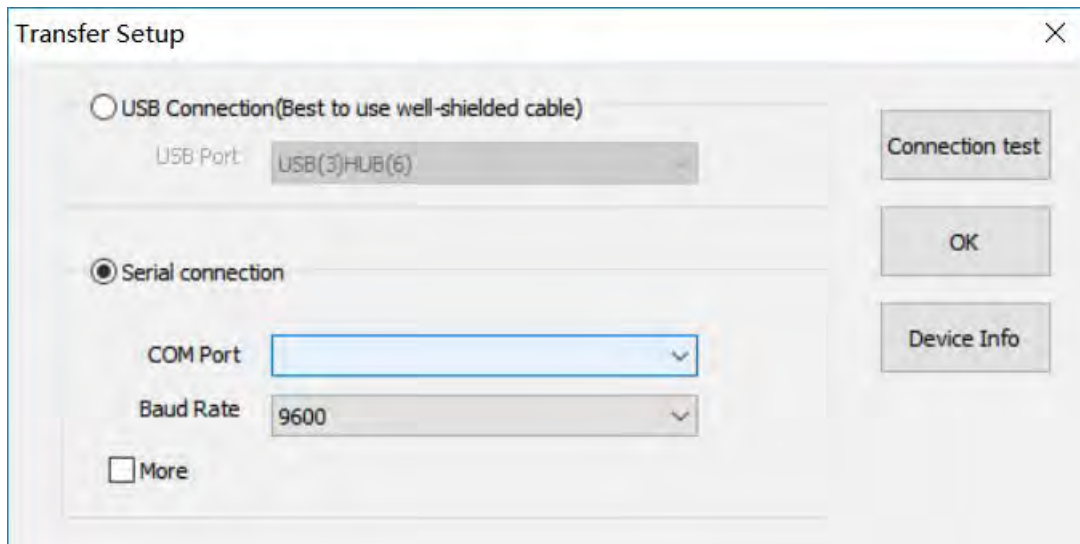 Transfer Setup
USB Connection(Best to use well-shielded cable)
USB Port
USB(3)HUB(6)
Connection test
OK
Serial connection
Device Info
COM Port
Baud Rate
9600
More